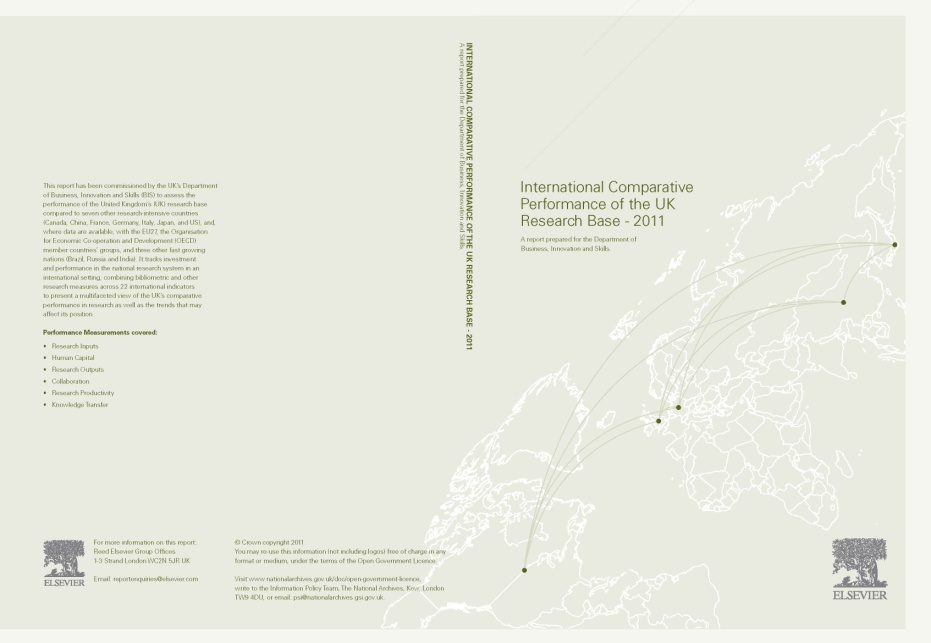 This report has been commissioned by the UK's Department
of Business, Innovation and Skills (BIS) to assess the
performance of the United Kingdom's (UK) research base
compared to seven other research-intensive countries
(Canada, China, France, Germany, Italy, Japan, and US), and,
where data are available, with the EU27, the Organisation
for Economic Co-operation and Development (OECD)
member countries' groups, and three other fast growing
nations (Brazil, Russia and India). It tracks investment
and performance in the national research system in an
international setting, combining bibliometric and other
research measures across 22 international indicators
to present a multifaceted view of the UK's comparative
performance in research as well as the trends that may
affect its position.
Performance Measurements covered:
• Research Inputs
• Human Capital
• Research Outputs
• Collaboration
• Research Productivity
• Knowledge Transfer
ELSEVIER
For more information on this report:
Reed Elsevier Group Offices
1-3 Strand London WC2N 5JR UK
Email: reportenquiries@elsevier.com
© Crown copyright 2011
You may re-use this information (not including logos) free of charge in any
format or medium, under the terms of the Open Government Licence.
Visit www.nationalarchives.gov.uk/doc/open-government-licence,
write to the Information Policy Team, The National Archives, Kew, London
TW9 4DU, or email: psi@nationalarchives.gsi.gov.uk.
INTERNATIONAL COMPARATIVE PERFORMANCE OF THE UK RESEARCH BASE - 2011
A report prepared for the Department of Business, Innovation and Skills
International Comparative
Performance of the UK
Research Base - 2011
A report prepared for the Department of
Business, Innovation and Skills
ELSEVIER